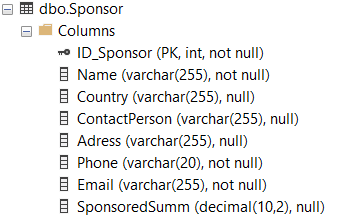 dbo.Sponsor
Columns
ID_Sponsor (PK, int, not null)
Name (varchar(255), not null)
Country (varchar(255), null)
ContactPerson (varchar(255), null)
Adress (varchar(255), null)
Phone (varchar(20), not null)
Email (varchar(255), not null)
SponsoredSumm (decimal(10,2), null)